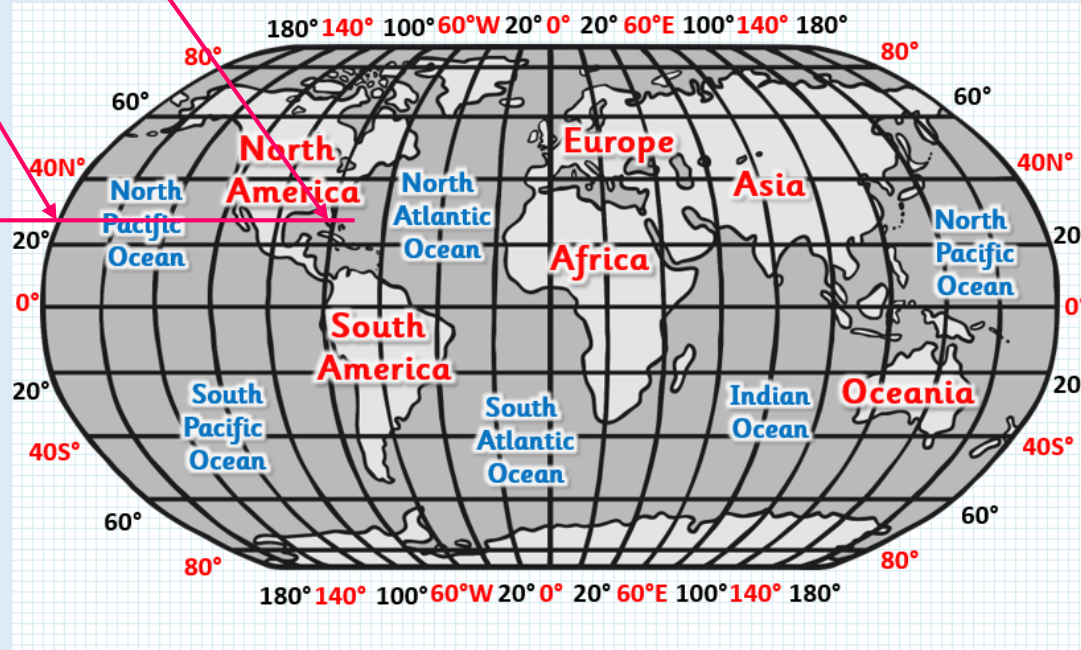 180° 140° 100° 60°W 20° 0° 20° 60°E 100° 140° 180°
80° 80°
60° 60°
40N° 40N°
North
America
Europe
Asia
North
Pacific
Ocean
North
Atlantic
Ocean
North
Pacific
Ocean
20° 20
Africa
0° 0
South
America
20° 20
South
Pacific
Ocean
South
Atlantic
Ocean
Indian
Ocean
Oceania
40S° 40S°
60° 60°
80° 80°
180° 140° 100° 60°W 20° 0° 20° 60°E 100° 140° 180°